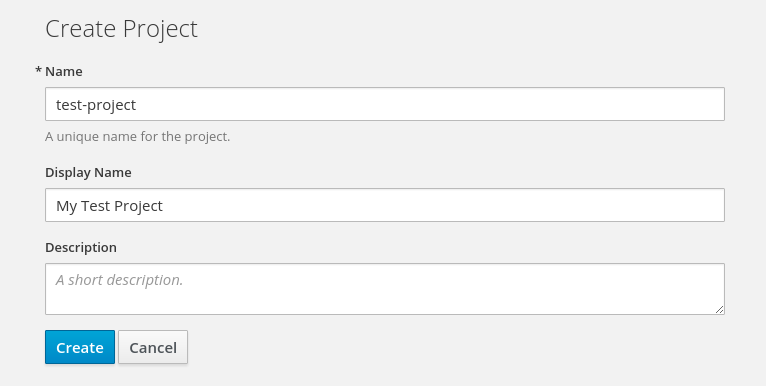 Create Project
* Name
test-project
A unique name for the project.
Display Name
My Test Project
Description
A short description.
Create Cancel